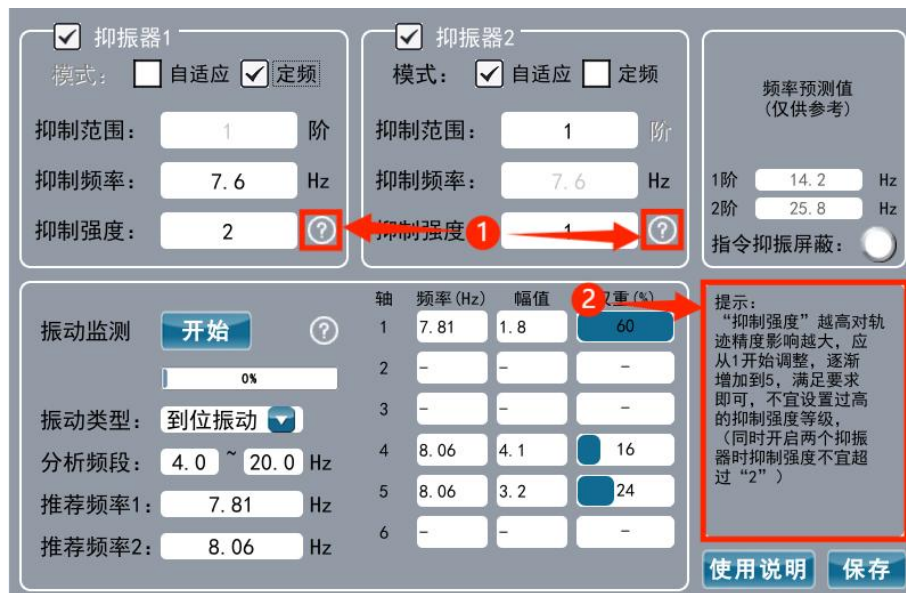 抑振器1
模式： 自适应 定频
抑制范围： 1 阶
抑制频率： 7.6 Hz
抑制强度： 2 ?
抑振器2
模式： 自适应 定频
抑制范围： 1 阶
抑制频率： 7.6 Hz
抑制强度 1 ?
1
频率预测值
(仅供参考)
1阶 14.2 Hz
2阶 25.8 Hz
指令抑振屏蔽：
振动监测 开始 ?
0%
振动类型： 到位振动
分析频段： 4.0 ~ 20.0 Hz
推荐频率1： 7.81 Hz
推荐频率2： 8.06 Hz
轴 频率(Hz) 幅值 权重(%)
1 7.81 1.8 60
2 - - -
3 - - -
4 8.06 4.1 16
5 8.06 3.2 24
6 - - -
2
提示：
“抑制强度”越高对轨
迹精度影响越大，应
从1开始调整，逐渐
增加到5，满足要求
即可，不宜设置过高
的抑制强度等级，
（同时开启两个抑振
器时抑制强度不宜超
过“2”）
使用说明 保存